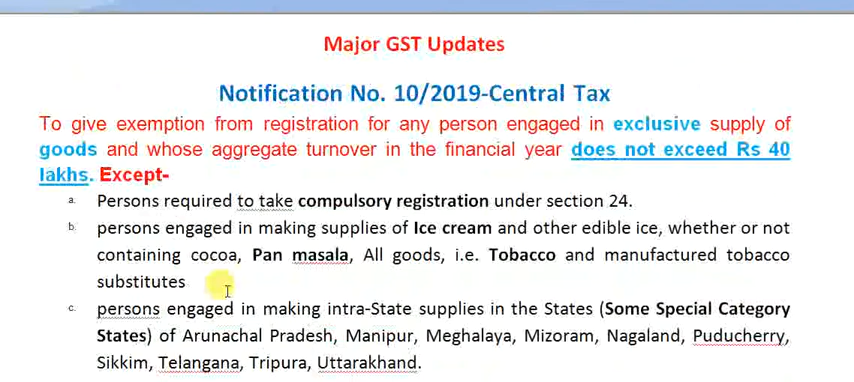 Major GST Updates
Notification No. 10/2019-Central Tax
To give exemption from registration for any person engaged in exclusive supply of
goods and whose aggregate turnover in the financial year does not exceed Rs 40
lakhs. Except-
a. Persons required to take compulsory registration under section 24.
b. persons engaged in making supplies of Ice cream and other edible ice, whether or not
containing cocoa, Pan masala, All goods, i.e. Tobacco and manufactured tobacco
substitutes
c. persons engaged in making intra-State supplies in the States (Some Special Category
States) of Arunachal Pradesh, Manipur, Meghalaya, Mizoram, Nagaland, Puducherry,
Sikkim, Telangana, Tripura, Uttarakhand.